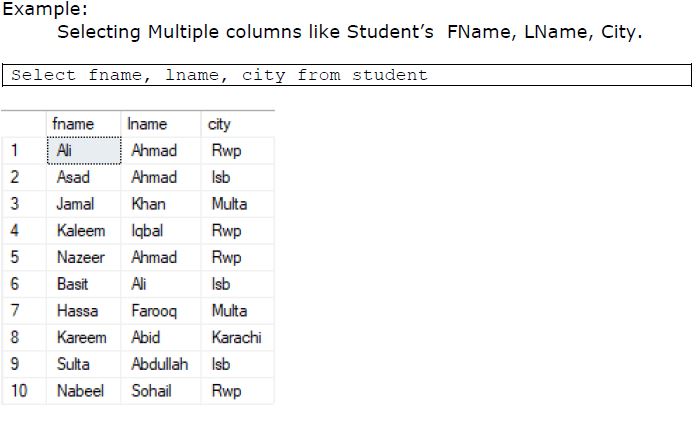 Example:
Selecting Multiple columns like Student’s FName, LName, City.
Select fname, lname, city from student
fname lname city
1 Ali Ahmad Rwp
2 Asad Ahmad Isb
3 Jamal Khan Multa
4 Kaleem Iqbal Rwp
5 Nazeer Ahmad Rwp
6 Basit Ali Isb
7 Hassa Farooq Multa
8 Kareem Abid Karachi
9 Sulta Abdullah Isb
10 Nabeel Sohail Rwp